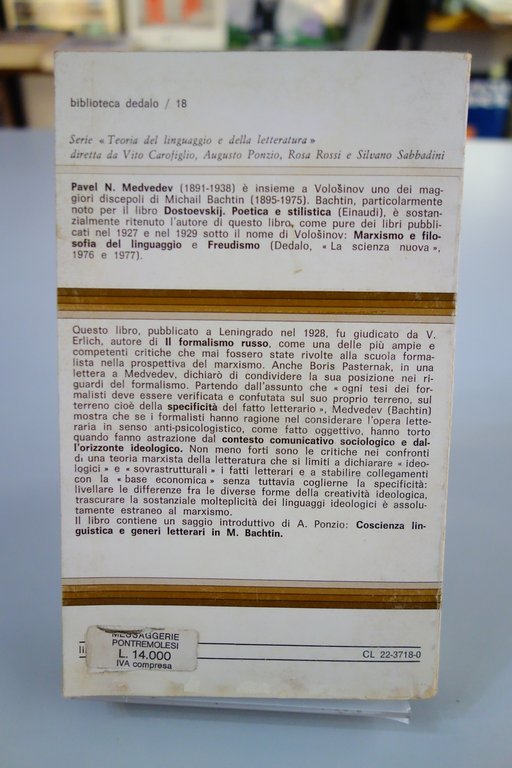 biblioteca dedalo / 18
Serie « Teoria del linguaggio e della letteratura »
diretta da Vito Carofiglio, Augusto Ponzio, Rosa Rossi e Silvano Sabbadini
Pavel N. Medvedev (1891-1938) è insieme a Vološinov uno dei mag-
giori discepoli di Michail Bachtin (1895-1975). Bachtin, particolarmente
noto per il libro Dostoevskij. Poetica e stilistica (Einaudi), è sostan-
zialmente ritenuto l'autore di questo libro, come pure dei libri pubbli-
cati nel 1927 e nel 1929 sotto il nome di Vološinov: Marxismo e filo-
sofia del linguaggio e Freudismo (Dedalo, « La scienza nuova »,
1976 e 1977).
Questo libro, pubblicato a Leningrado nel 1928, fu giudicato da V.
Erlich, autore di Il formalismo russo, come una delle più ampie e
competenti critiche che mai fossero state rivolte alla scuola forma-
lista nella prospettiva del marxismo. Anche Boris Pasternak, in una
lettera a Medvedev, dichiarò di condividere la sua posizione nei ri-
guardi del formalismo. Partendo dall'assunto che « ogni tesi dei for-
malisti deve essere verificata e confutata sul suo proprio terreno, sul
terreno cioè della specificità del fatto letterario », Medvedev (Bachtin)
mostra che se i formalisti hanno ragione nel considerare l'opera lette-
raria in senso anti-psicologistico, come fatto oggettivo, hanno torto
quando fanno astrazione dal contesto comunicativo sociologico e dal-
l'orizzonte ideologico. Non meno forti sono le critiche nei confronti
di una teoria marxista della letteratura che si limiti a dichiarare « ideo-
logici » e « sovrastrutturali » i fatti letterari e a stabilire collegamenti
con la « base economica » senza tuttavia coglierne la specificità:
livellare le differenze fra le diverse forme della creatività ideologica,
trascurare la sostanziale molteplicità dei linguaggi ideologici è assolu-
tamente estraneo al marxismo.
Il libro contiene un saggio introduttivo di A. Ponzio: Coscienza lin-
guistica e generi letterari in M. Bachtin.
MESSAGGERIE
PONTREMOLESI
L. 14.000
IVA compresa
CL 22-3718-0